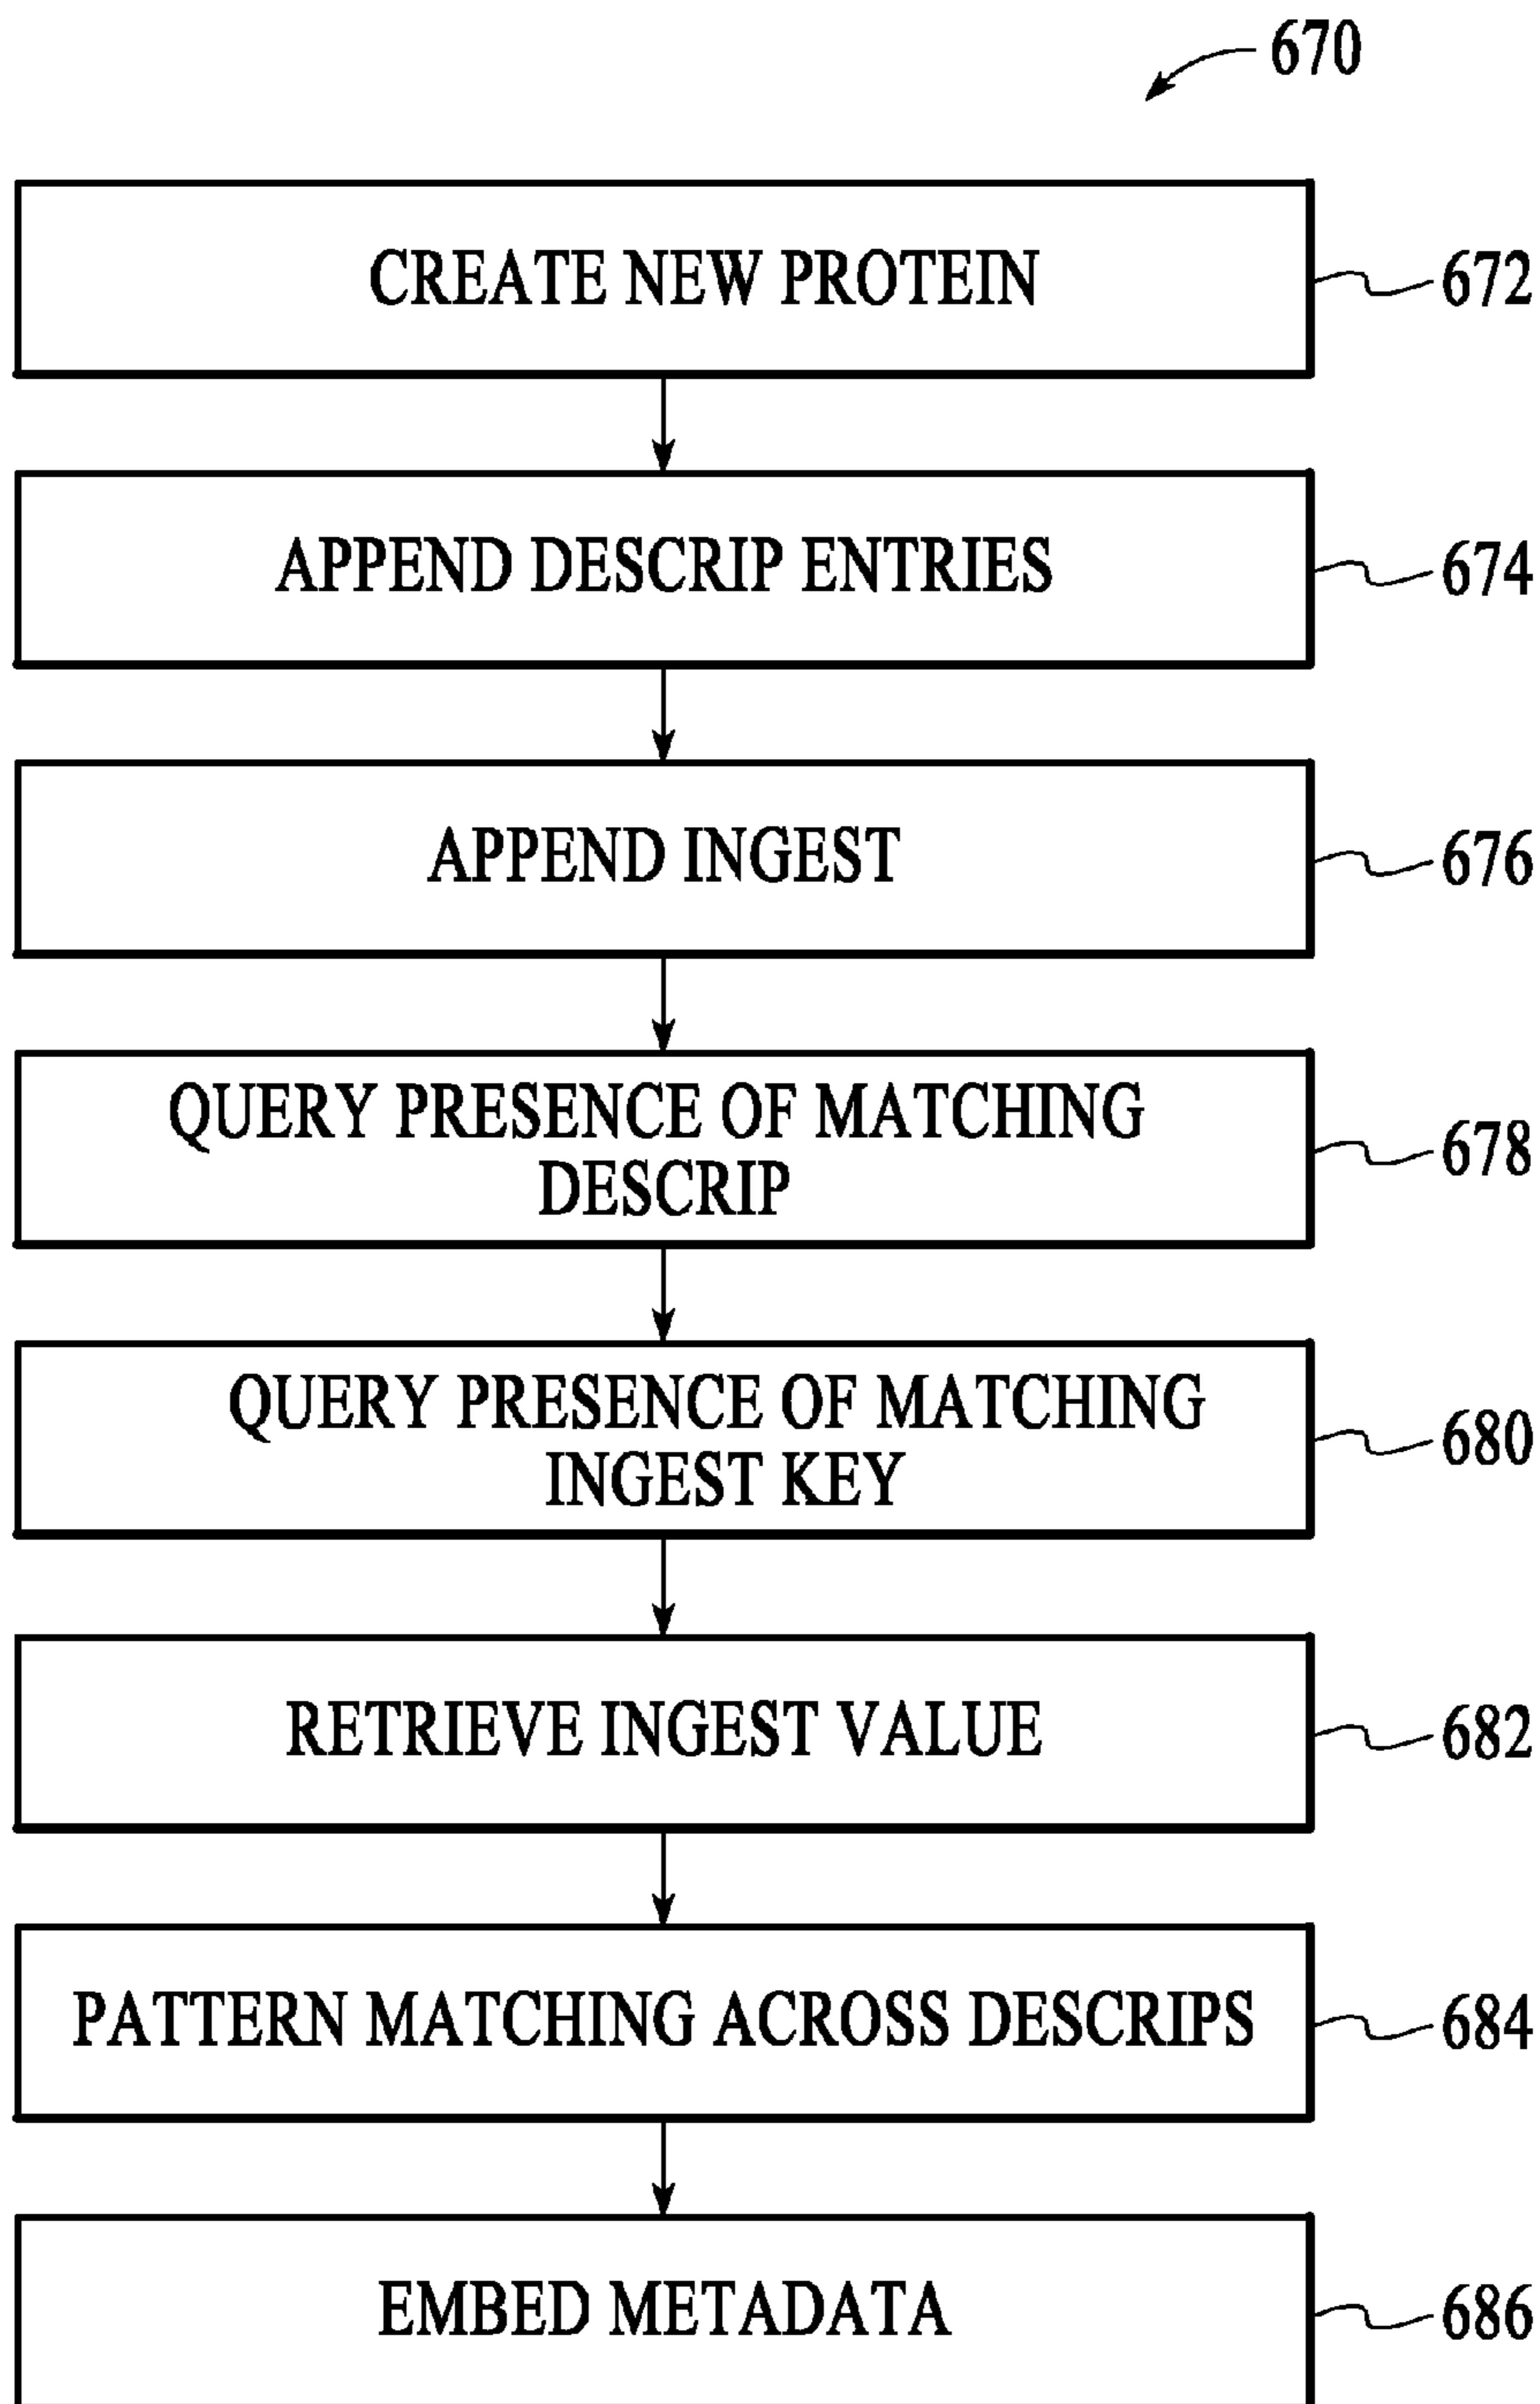 670
CREATE NEW PROTEIN
672
APPEND DESCRIP ENTRIES
674
APPEND INGEST
676
QUERY PRESENCE OF MATCHING
DESCRIP
678
QUERY PRESENCE OF MATCHING
INGEST KEY
680
RETRIEVE INGEST VALUE
682
PATTERN MATCHING ACROSS DESCRIPS
684
EMBED METADATA
686